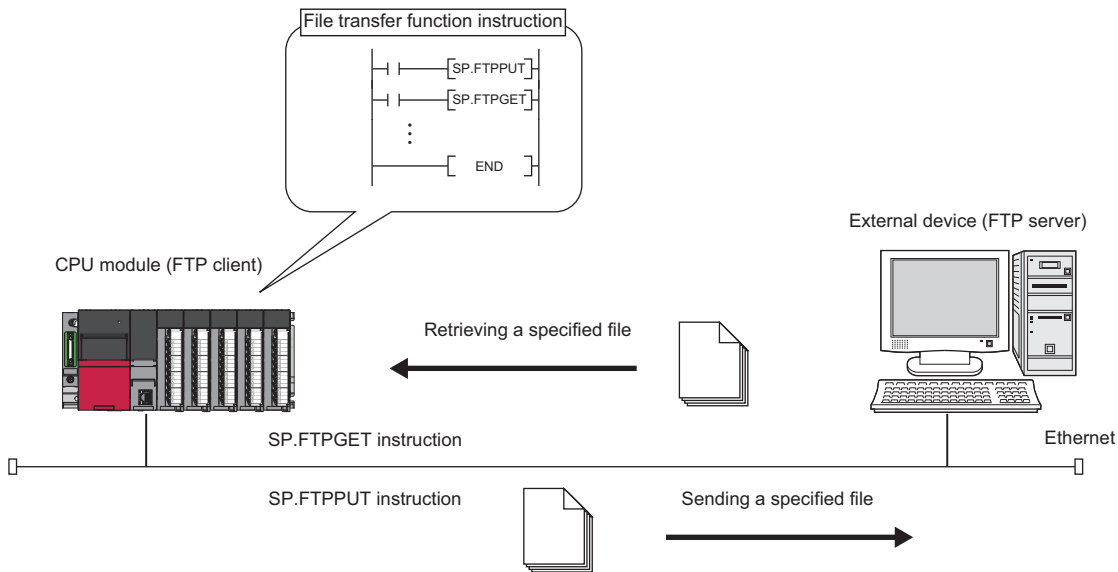 File transfer function instruction
SP.FTPPUT
SP.FTPGET
END
External device (FTP server)
CPU module (FTP client)
Retrieving a specified file
SP.FTPGET instruction
Ethernet
SP.FTPPUT instruction
Sending a specified file